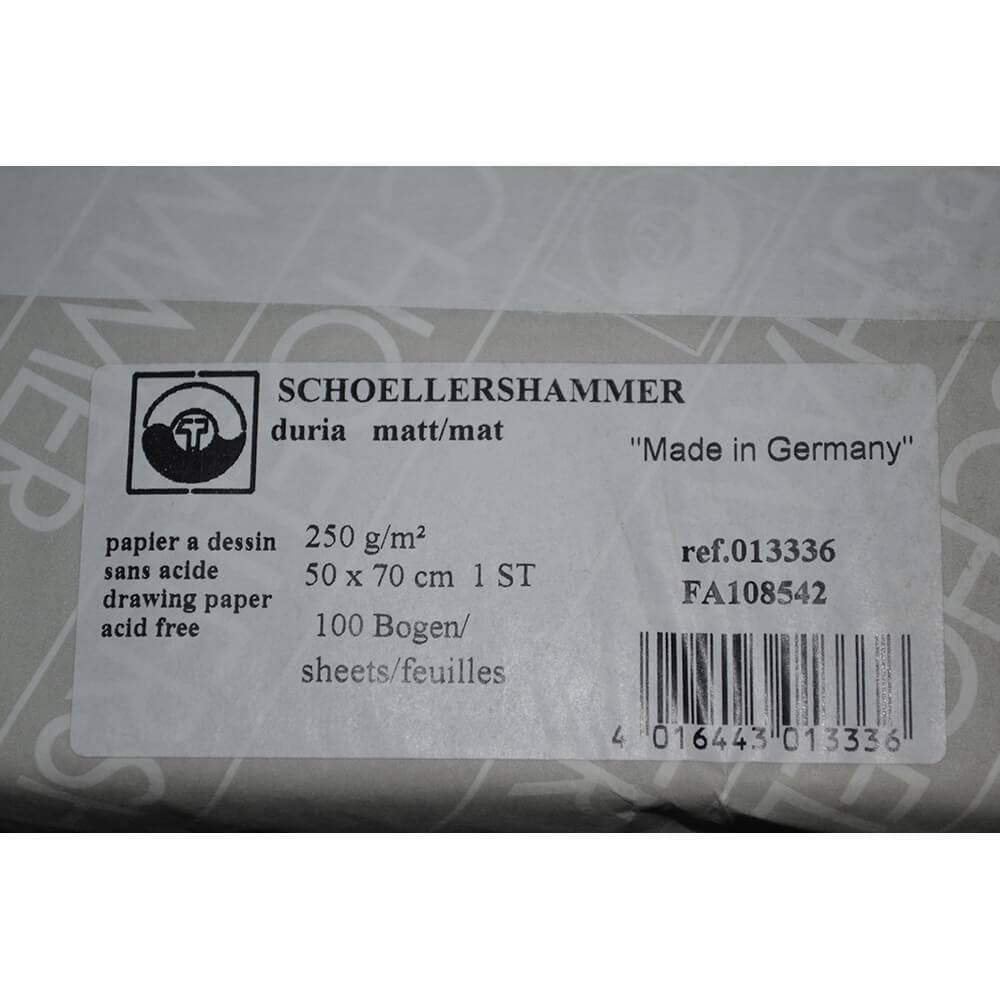 SCHOELLERSHAMMER
duria matt/mat
"Made in Germany"
papier a dessin
sans acide
drawing paper
acid free
250 g/m²
50 x 70 cm 1 ST
100 Bogen/
sheets/feuilles
ref.013336
FA108542
4 016443 013336